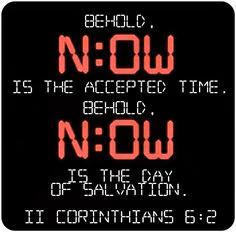 BEHOLD,
N:OW
IS THE ACCEPTED TIME.
BEHOLD,
N:OW
IS THE DAY
OF SALVATION.
II CORINTHIANS 6:2